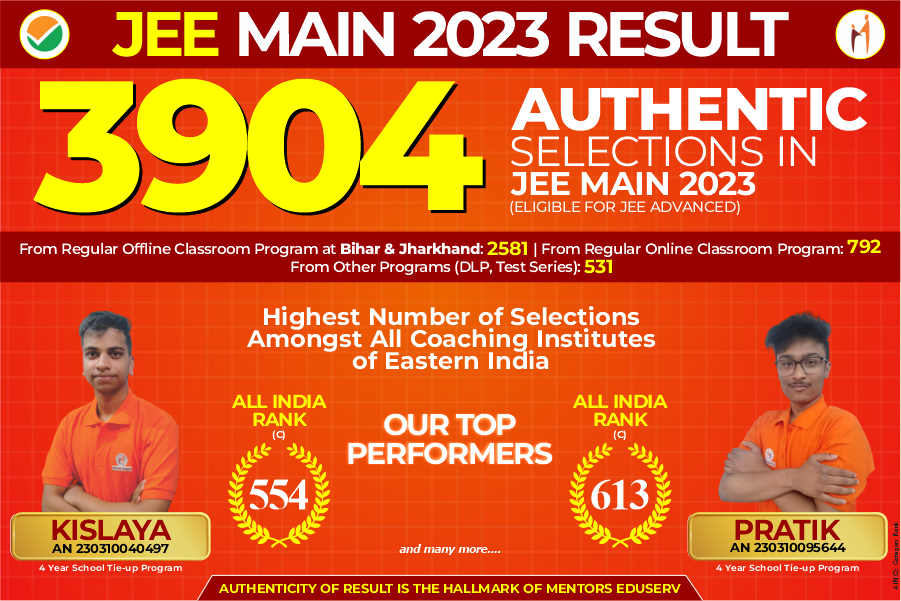 JEE MAIN 2023 RESULT
3904
AUTHENTIC
SELECTIONS IN
JEE MAIN 2023
(ELIGIBLE FOR JEE ADVANCED)
From Regular Offline Classroom Program at Bihar & Jharkhand: 2581 | From Regular Online Classroom Program: 792
From Other Programs (DLP, Test Series): 531
Highest Number of Selections
Amongst All Coaching Institutes
of Eastern India
ALL INDIA
RANK
(C)
554
OUR TOP
PERFORMERS
ALL INDIA
RANK
(C)
613
KISLAYA
AN 230310040497
4 Year School Tie-up Program
and many more....
PRATIK
AN 230310095644
4 Year School Tie-up Program
AUTHENTICITY OF RESULT IS THE HALLMARK OF MENTORS EDUSERV